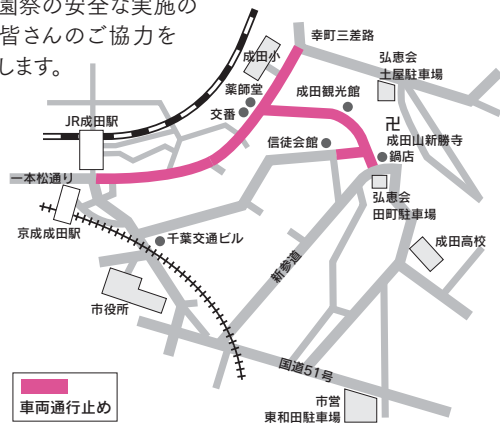 園祭の安全な実施の
皆さんのご協力を
します。
幸町三差路
成田小
弘恵会
土屋駐車場
薬師堂
成田観光館
交番
JR成田駅
卍
成田山新勝寺
信徒会館
鍋店
一本松通り
弘恵会
田町駐車場
京成成田駅
千葉交通ビル
成田高校
新参道
市役所
国道51号
市営
東和田駐車場
車両通行止め